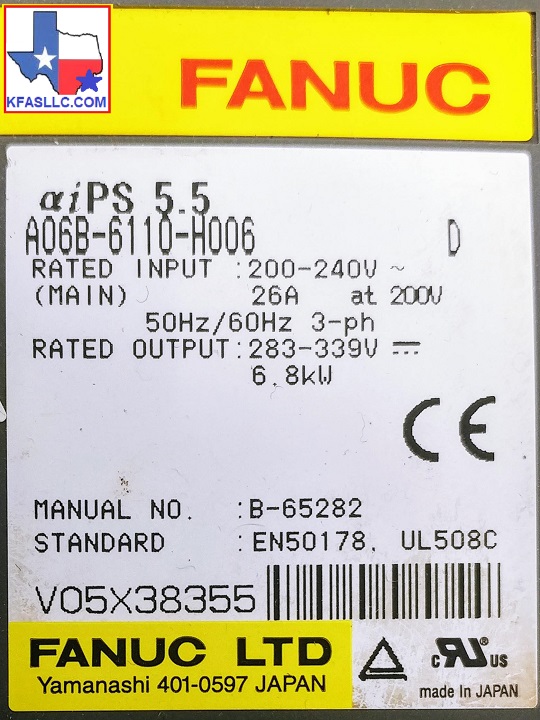 KFASLLC.COM
FANUC
αiPS 5.5
A06B-6110-H006 D
RATED INPUT :200-240V ~
(MAIN) 26A at 200V
50Hz/60Hz 3-ph
RATED OUTPUT:283-339V ⎓
6.8kW
CE
MANUAL NO. :B-65282
STANDARD :EN50178, UL508C
V05X38355
FANUC LTD
Yamanashi 401-0597 JAPAN
c RU ® US
made In JAPAN